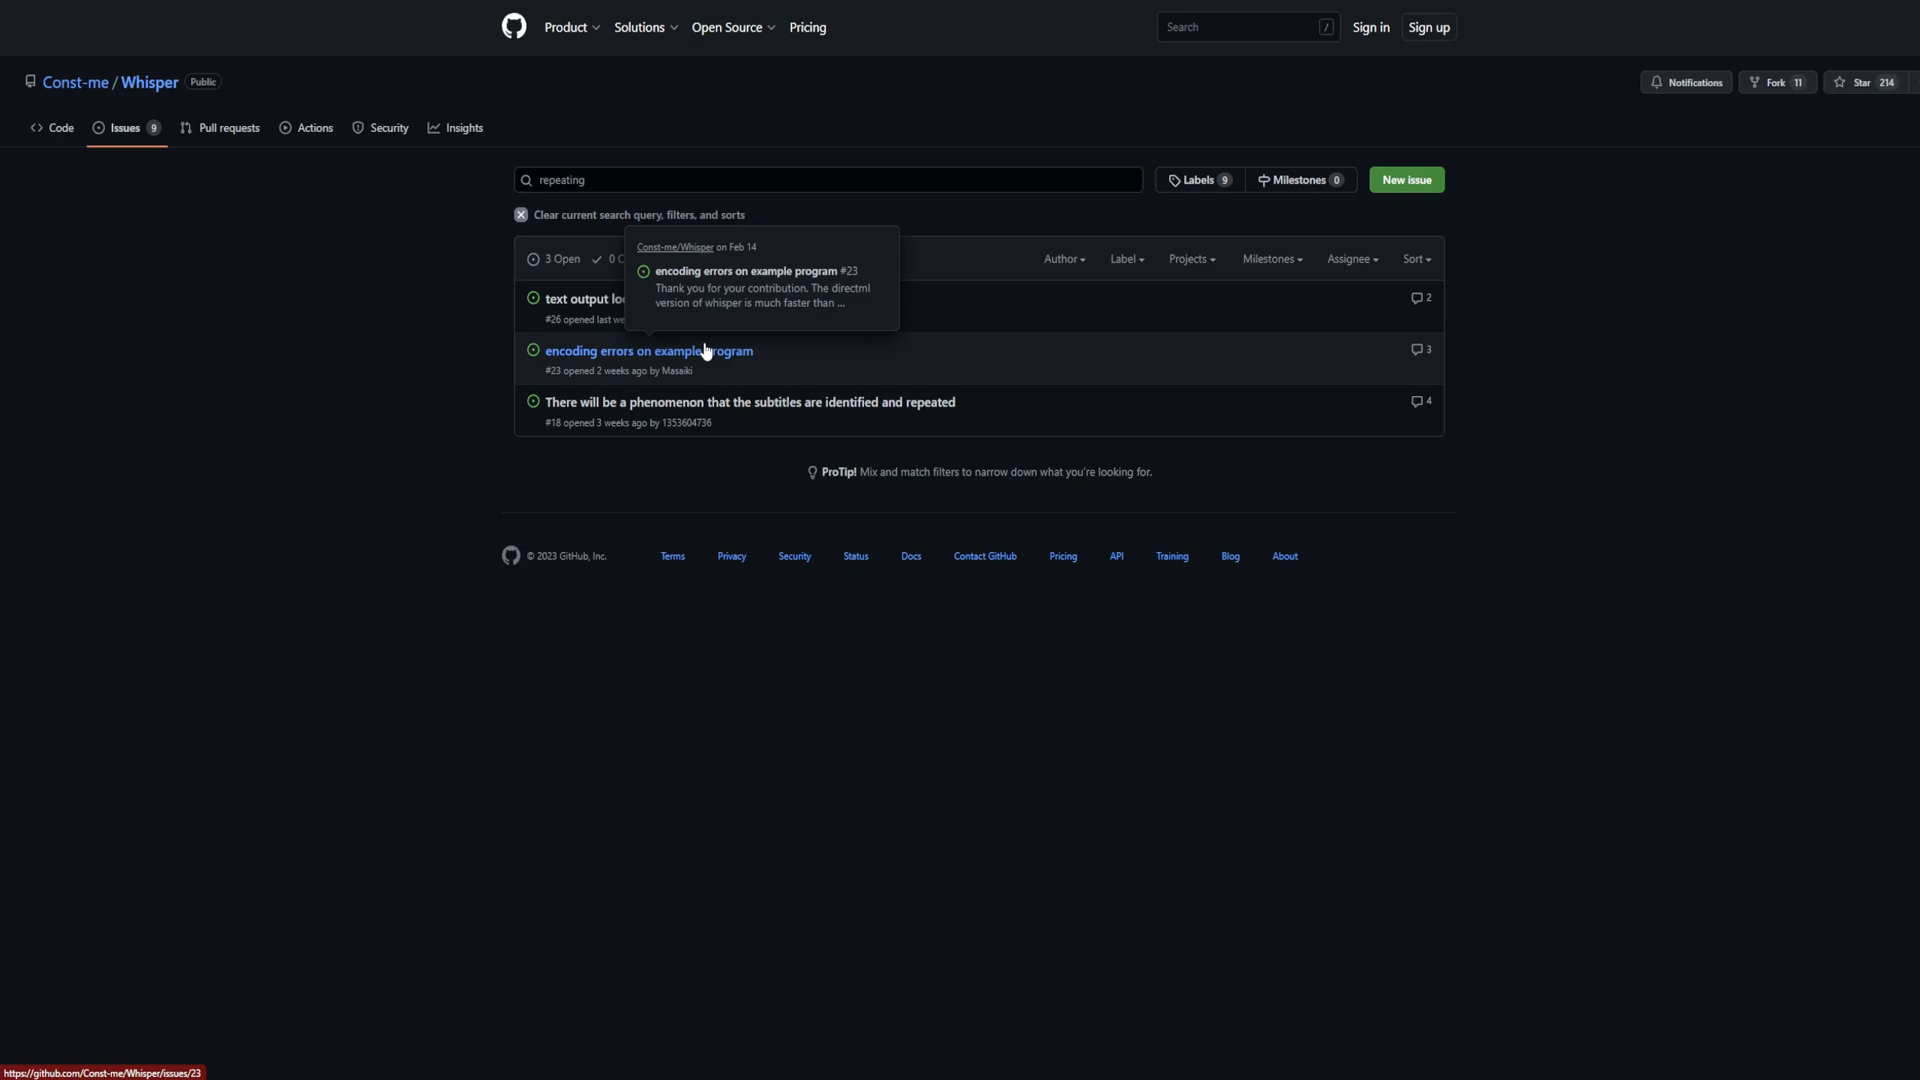 Product Solutions Open Source Pricing Search / Sign in Sign up
Const-me / Whisper Public Notifications Fork 11 Star 214
Code Issues 9 Pull requests Actions Security Insights
repeating Labels 9 Milestones 0 New issue
Clear current search query, filters, and sorts
Const-me/Whisper on Feb 14
encoding errors on example program #23
Thank you for your contribution. The directml
version of whisper is much faster than ...
3 Open 0 Author Label Projects Milestones Assignee Sort
text output 2
#26 opened last
encoding errors on example program 3
#23 opened 2 weeks ago by Masaiki
There will be a phenomenon that the subtitles are identified and repeated 4
#18 opened 3 weeks ago by 1353604736
ProTip! Mix and match filters to narrow down what you're looking for.
© 2023 GitHub, Inc. Terms Privacy Security Status Docs Contact GitHub Pricing API Training Blog About
https://github.com/Const-me/Whisper/issues/23